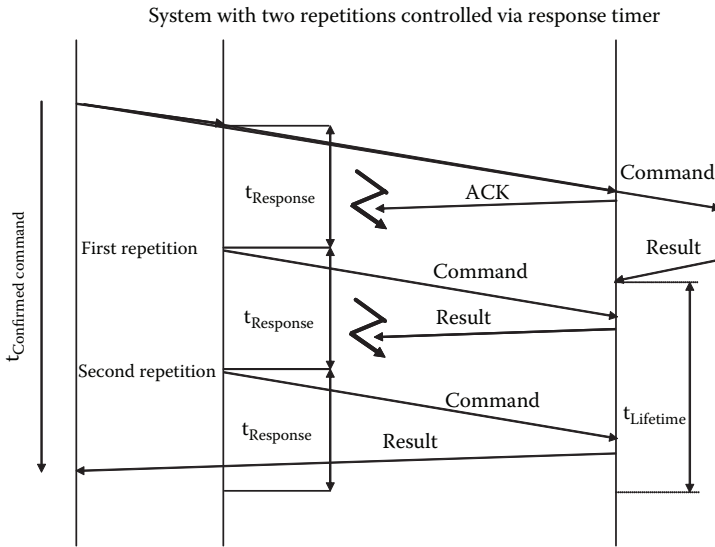 System with two repetitions controlled via response timer
Command
tResponse
ACK
First repetition
Result
Command
tResponse
Result
tConfirmed command
Second repetition
Command
tLifetime
tResponse
Result